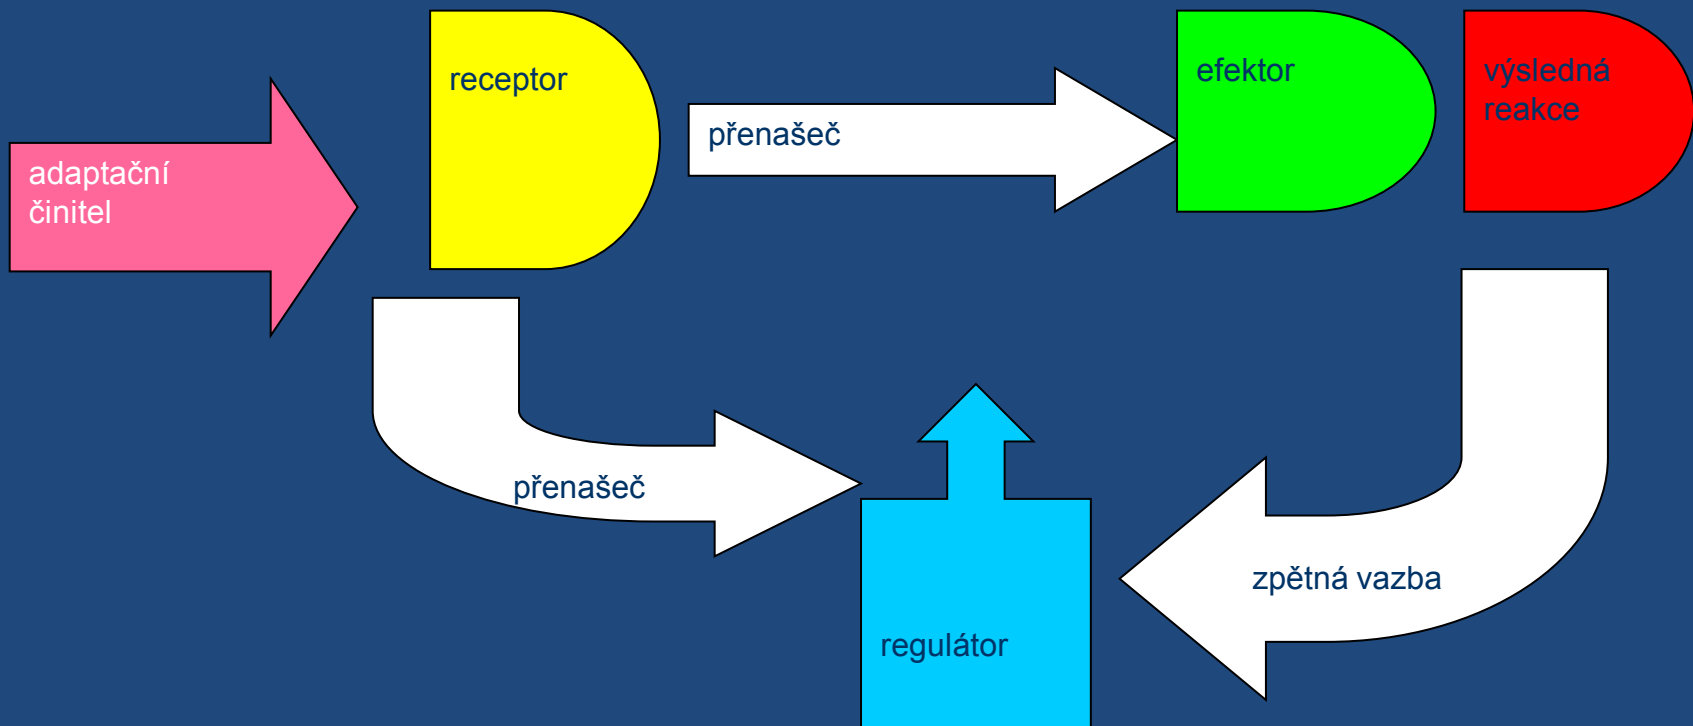 adaptační
činitel
receptor
přenašeč
efektor
výsledná
reakce
přenašeč
zpětná vazba
regulátor